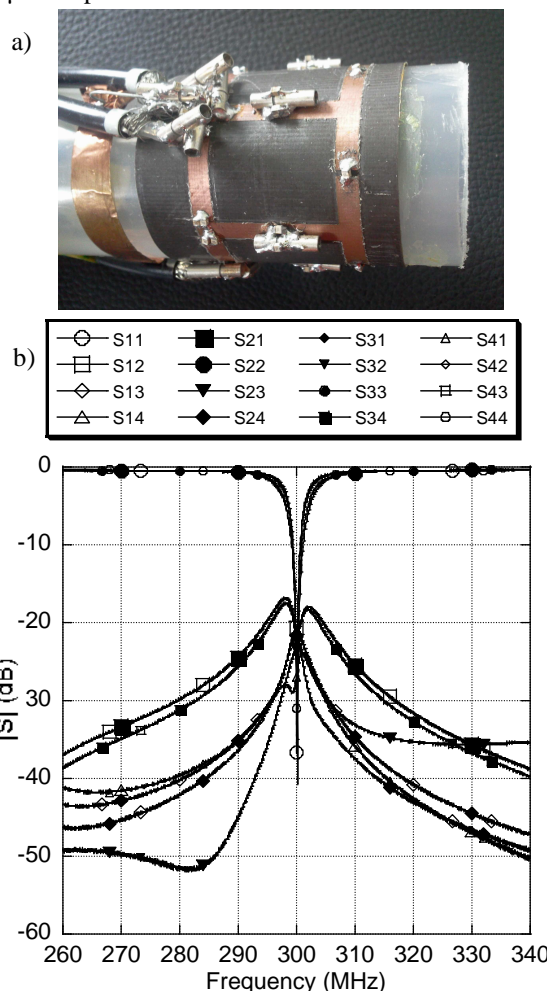 a)
b)
S11 S21 S31 S41
S12 S22 S32 S42
S13 S23 S33 S43
S14 S24 S34 S44
0
-10
-20
-30
-40
-50
-60
|S| (dB)
260 270 280 290 300 310 320 330 340
Frequency (MHz)